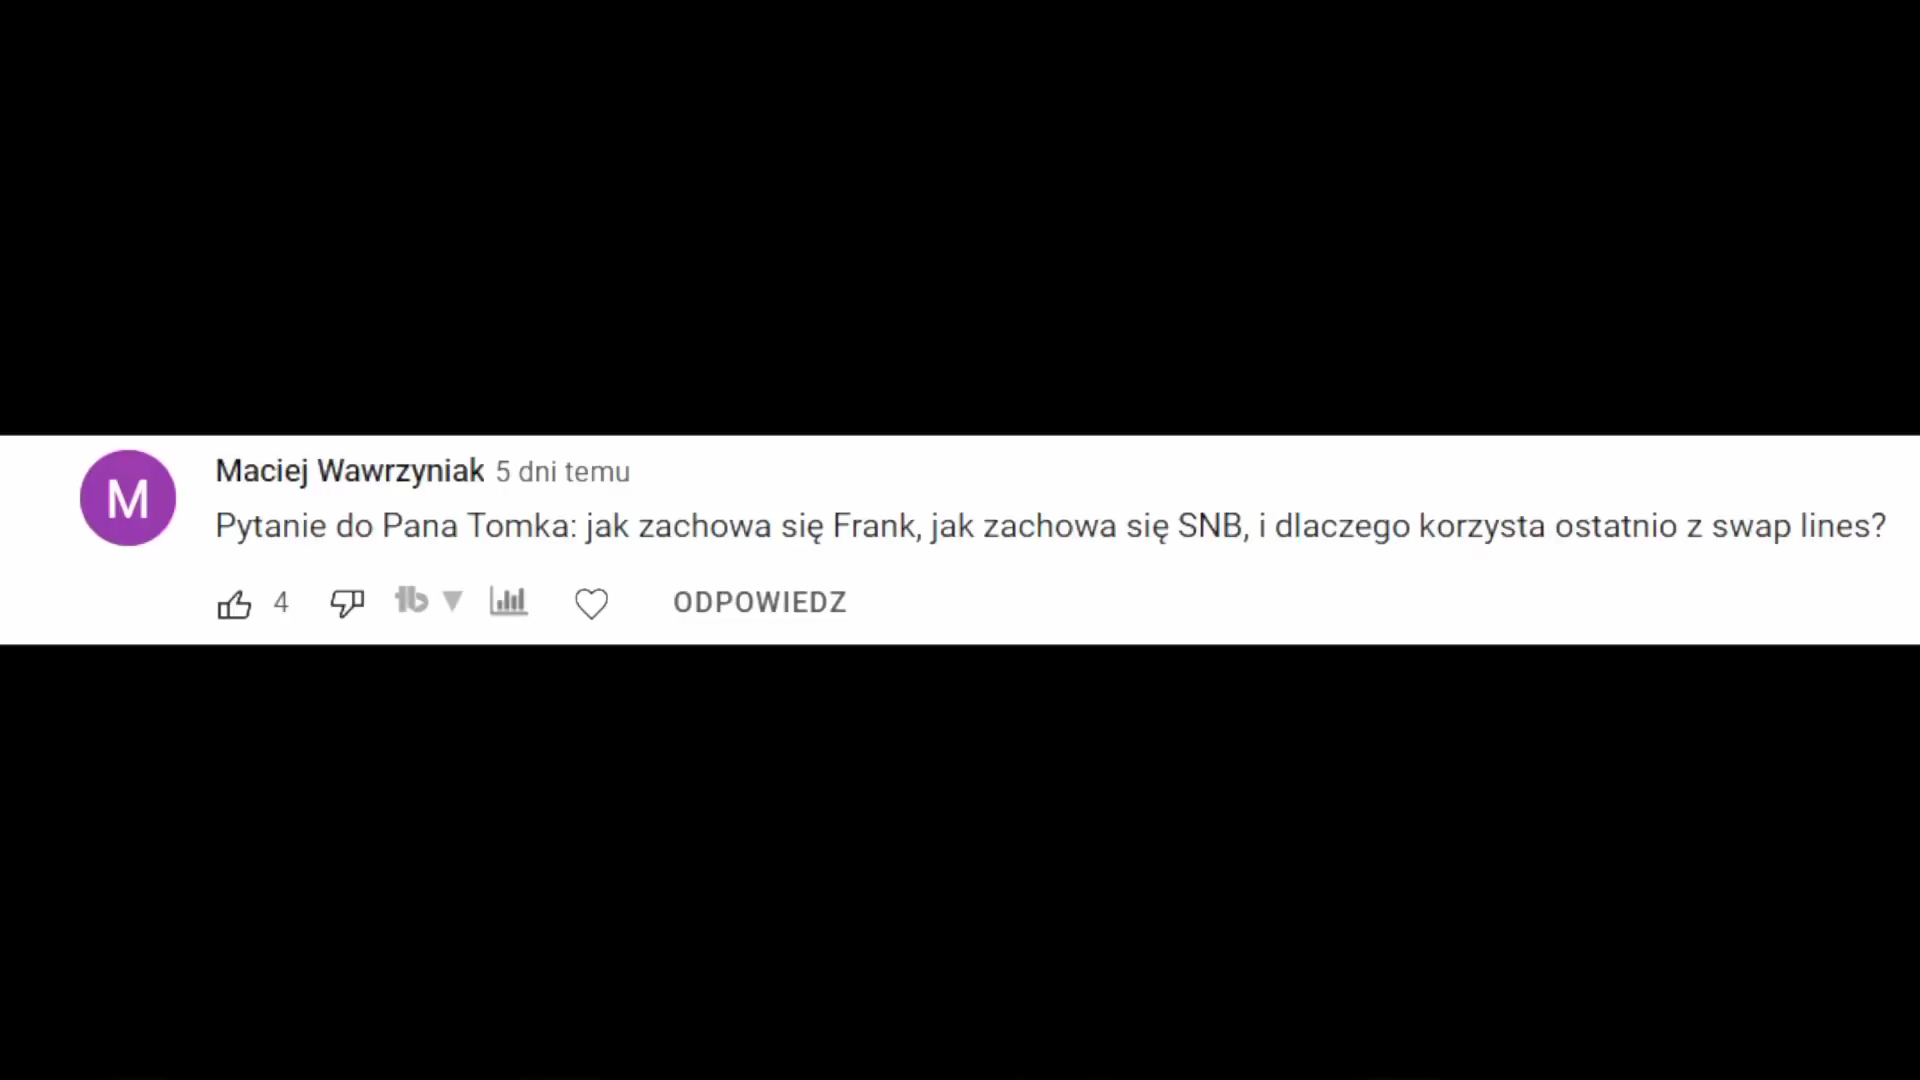 M
Maciej Wawrzyniak 5 dni temu
Pytanie do Pana Tomka: jak zachowa się Frank, jak zachowa się SNB, i dlaczego korzysta ostatnio z swap lines?
4 tb ODPOWIEDZ